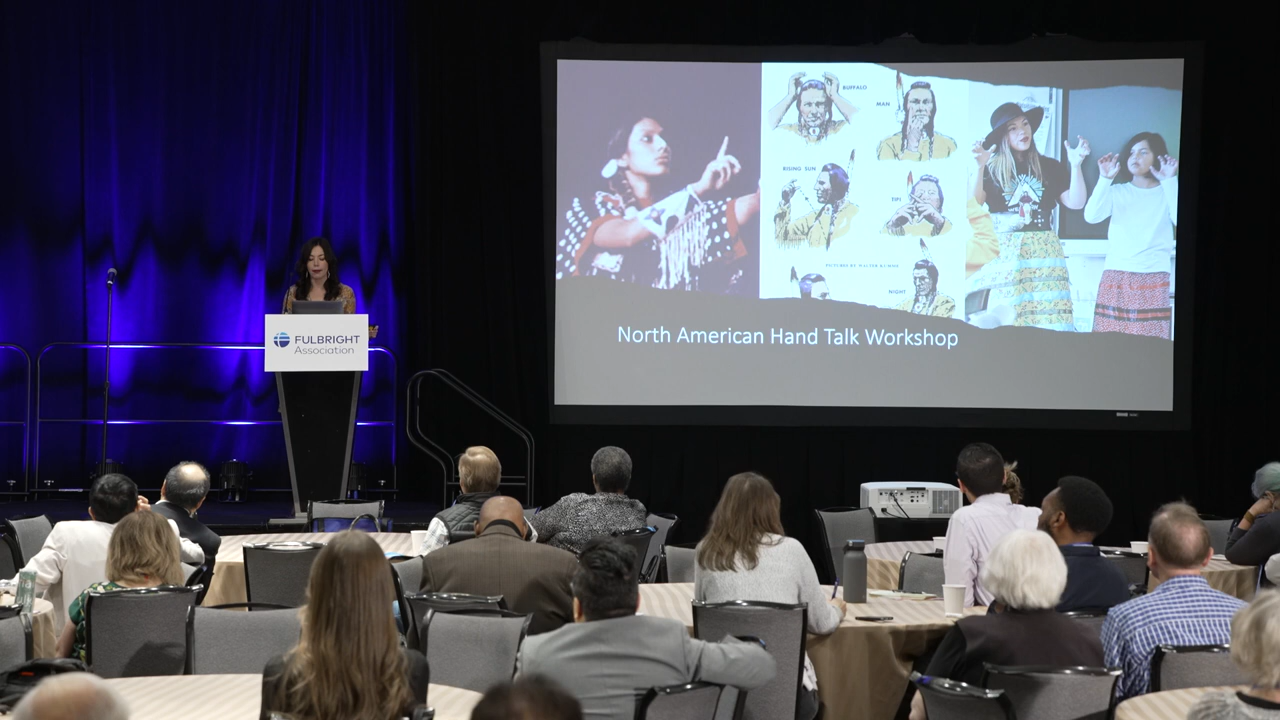 FULBRIGHT
Association
BUFFALO
MAN
RISING SUN
TIPI
NIGHT
North American Hand Talk Workshop